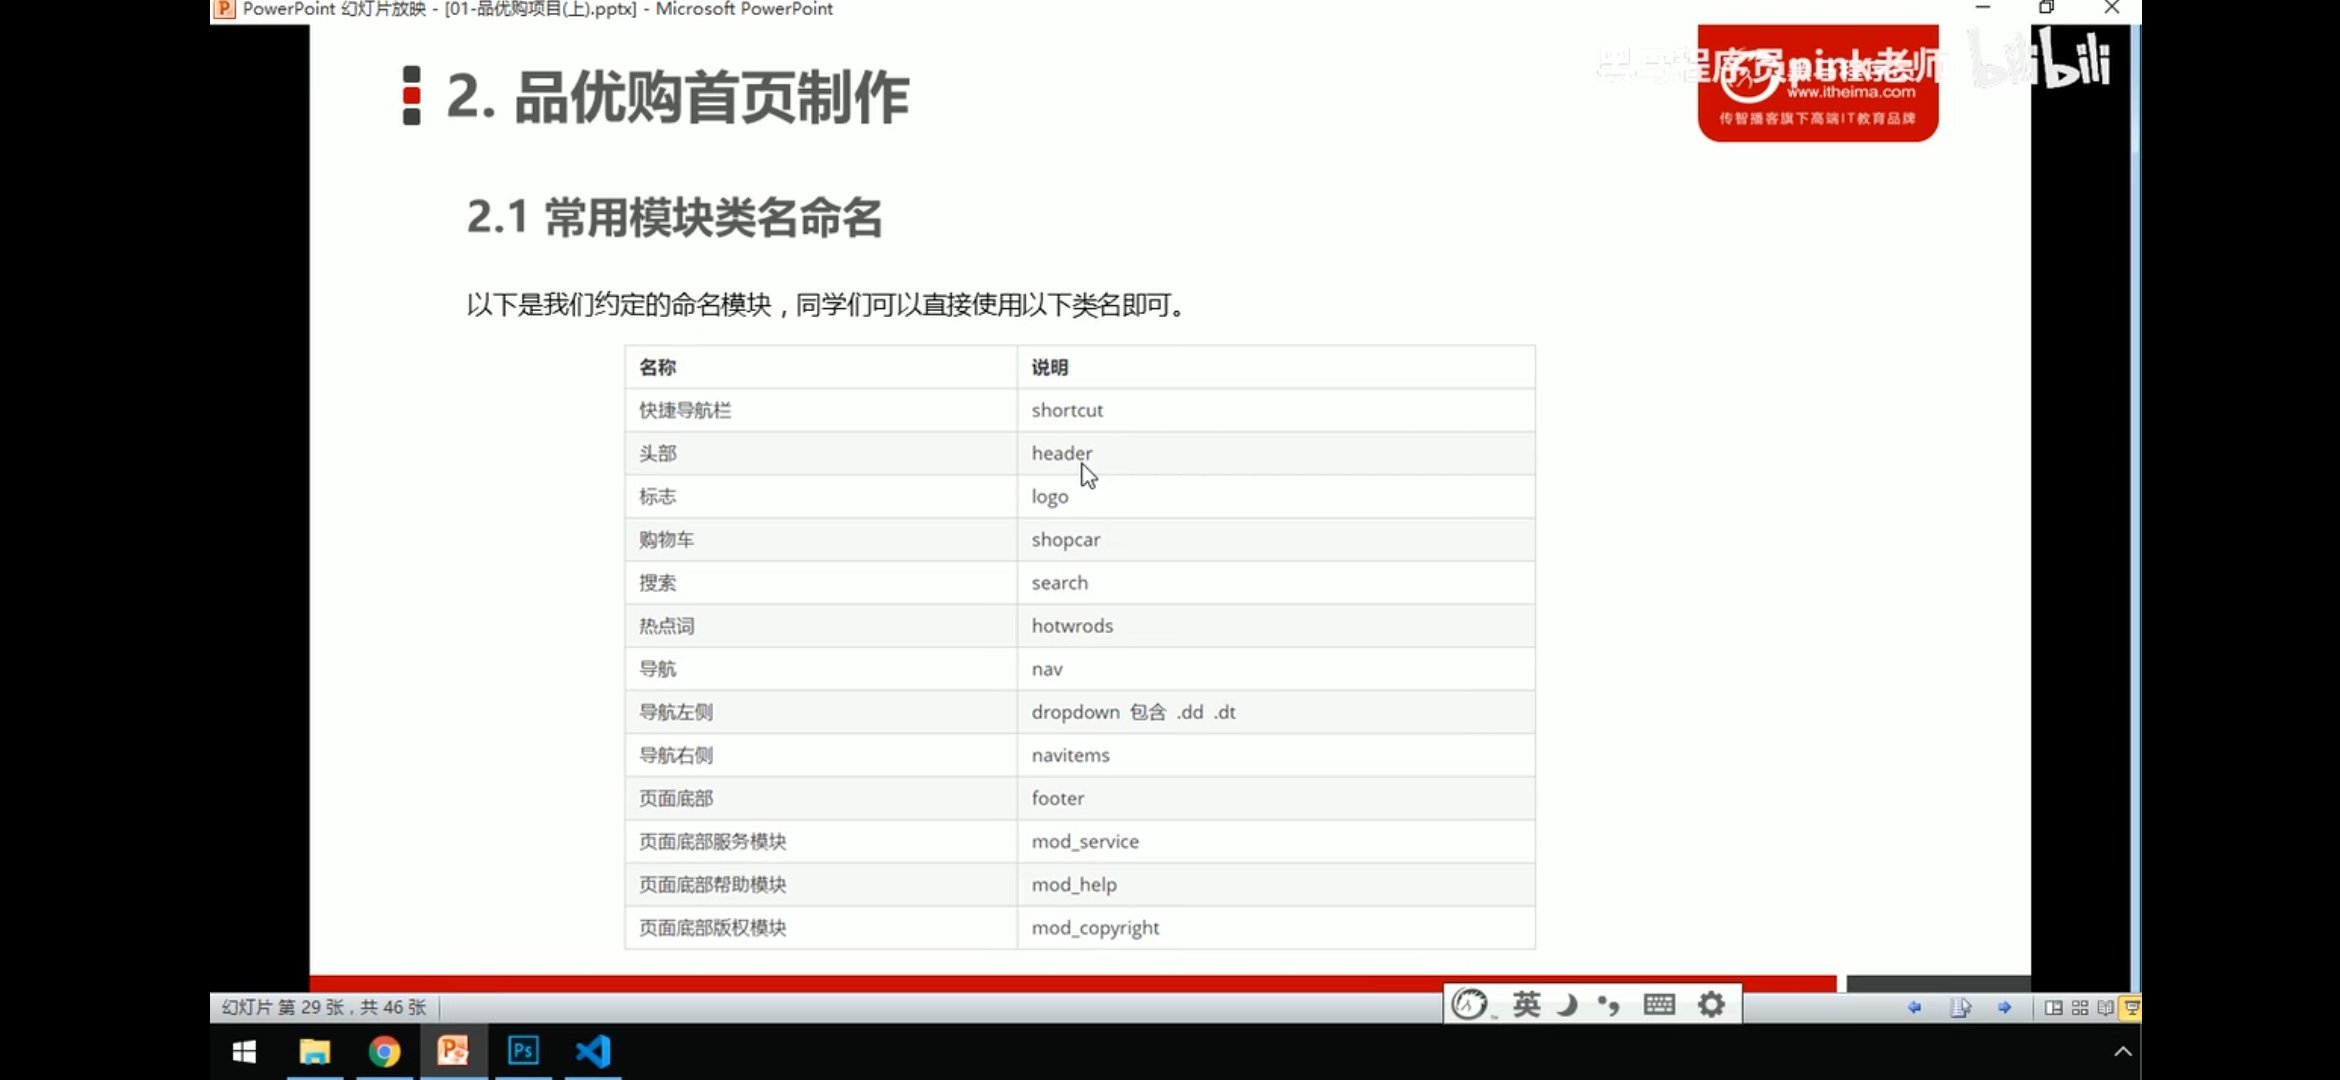 PowerPoint 幻灯片放映 - [01-品优购项目(上).pptx] - Microsoft PowerPoint
黑马程序员pink老师 bilibili
www.itheima.com
传智播客旗下高端IT教育品牌
2. 品优购首页制作
2.1 常用模块类名命名
以下是我们约定的命名模块，同学们可以直接使用以下类名即可。
名称 说明
快捷导航栏 shortcut
头部 header
标志 logo
购物车 shopcar
搜索 search
热点词 hotwrods
导航 nav
导航左侧 dropdown 包含 .dd .dt
导航右侧 navitems
页面底部 footer
页面底部服务模块 mod_service
页面底部帮助模块 mod_help
页面底部版权模块 mod_copyright
幻灯片 第 29 张，共 46 张
英
Ps